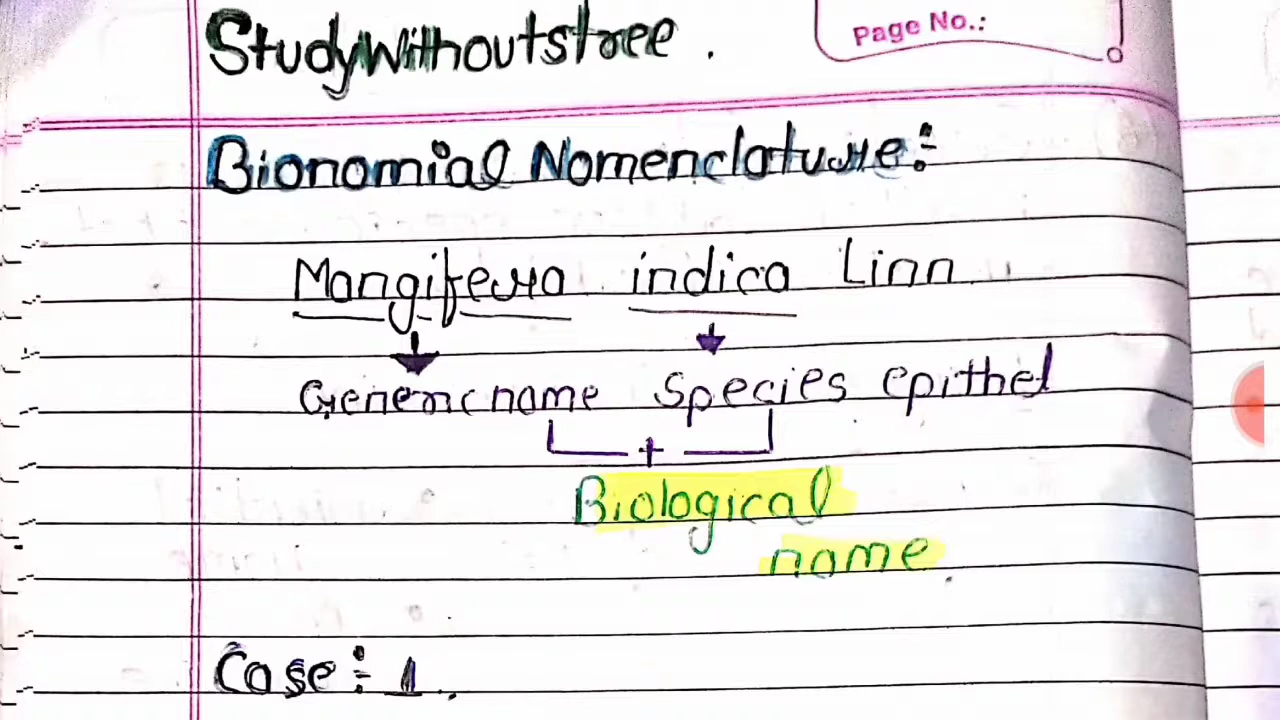 Studywithoutstree .
Page No.:
Bionomial Nomenclature:-
Mangifera indica Linn.
Generic name Species epithet
+
Biological
name.
Case:- 1.